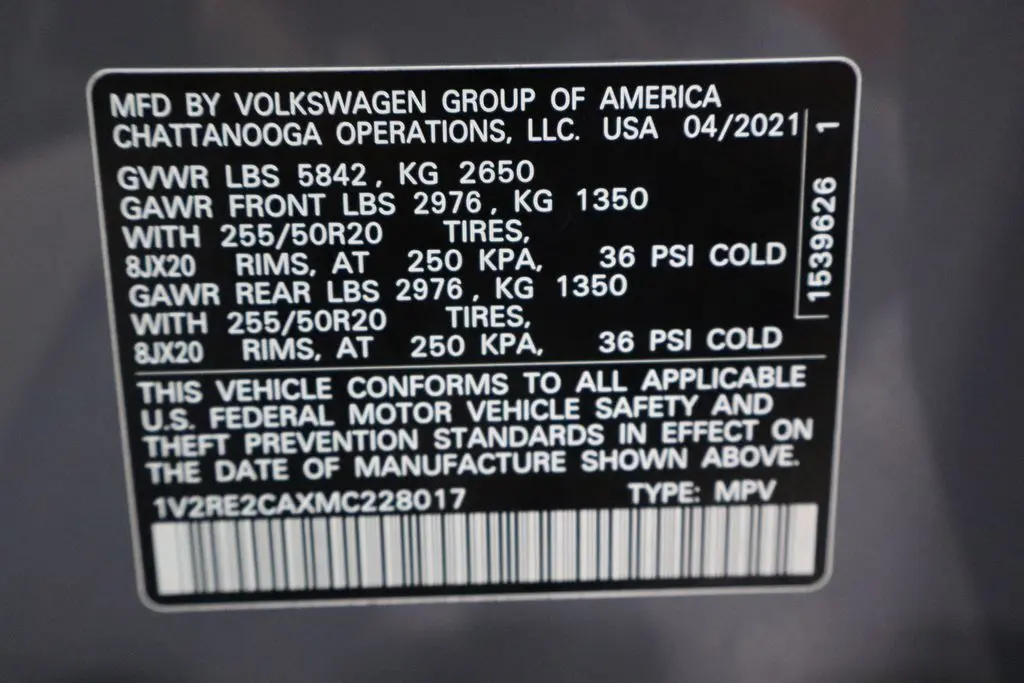 MFD BY VOLKSWAGEN GROUP OF AMERICA
CHATTANOOGA OPERATIONS, LLC. USA 04/2021
GVWR LBS 5842, KG 2650
GAWR FRONT LBS 2976, KG 1350
WITH 255/50R20 TIRES,
8JX20 RIMS, AT 250 KPA, 36 PSI COLD
GAWR REAR LBS 2976, KG 1350
WITH 255/50R20 TIRES,
8JX20 RIMS, AT 250 KPA, 36 PSI COLD
1539626 1
THIS VEHICLE CONFORMS TO ALL APPLICABLE
U.S. FEDERAL MOTOR VEHICLE SAFETY AND
THEFT PREVENTION STANDARDS IN EFFECT ON
THE DATE OF MANUFACTURE SHOWN ABOVE.
1V2RE2CAXMC228017 TYPE: MPV